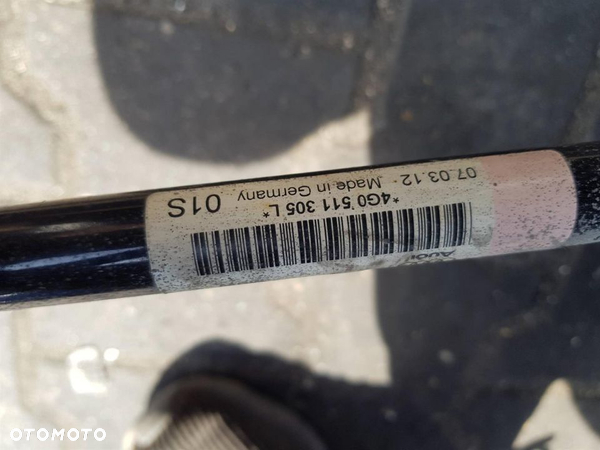 07.03.12 Made in Germany
*4G0 511 305 L* 01S
OTOMOTO